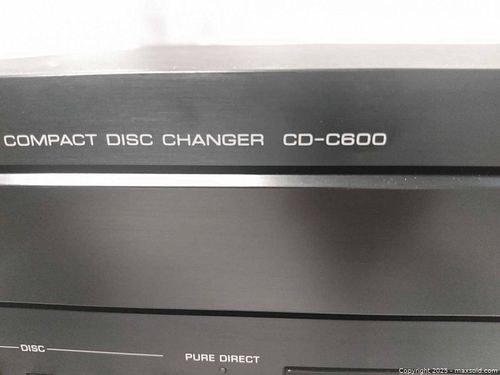 COMPACT DISC CHANGER CD-C600
DISC
PURE DIRECT
Copyright 2025 - maxsold.com